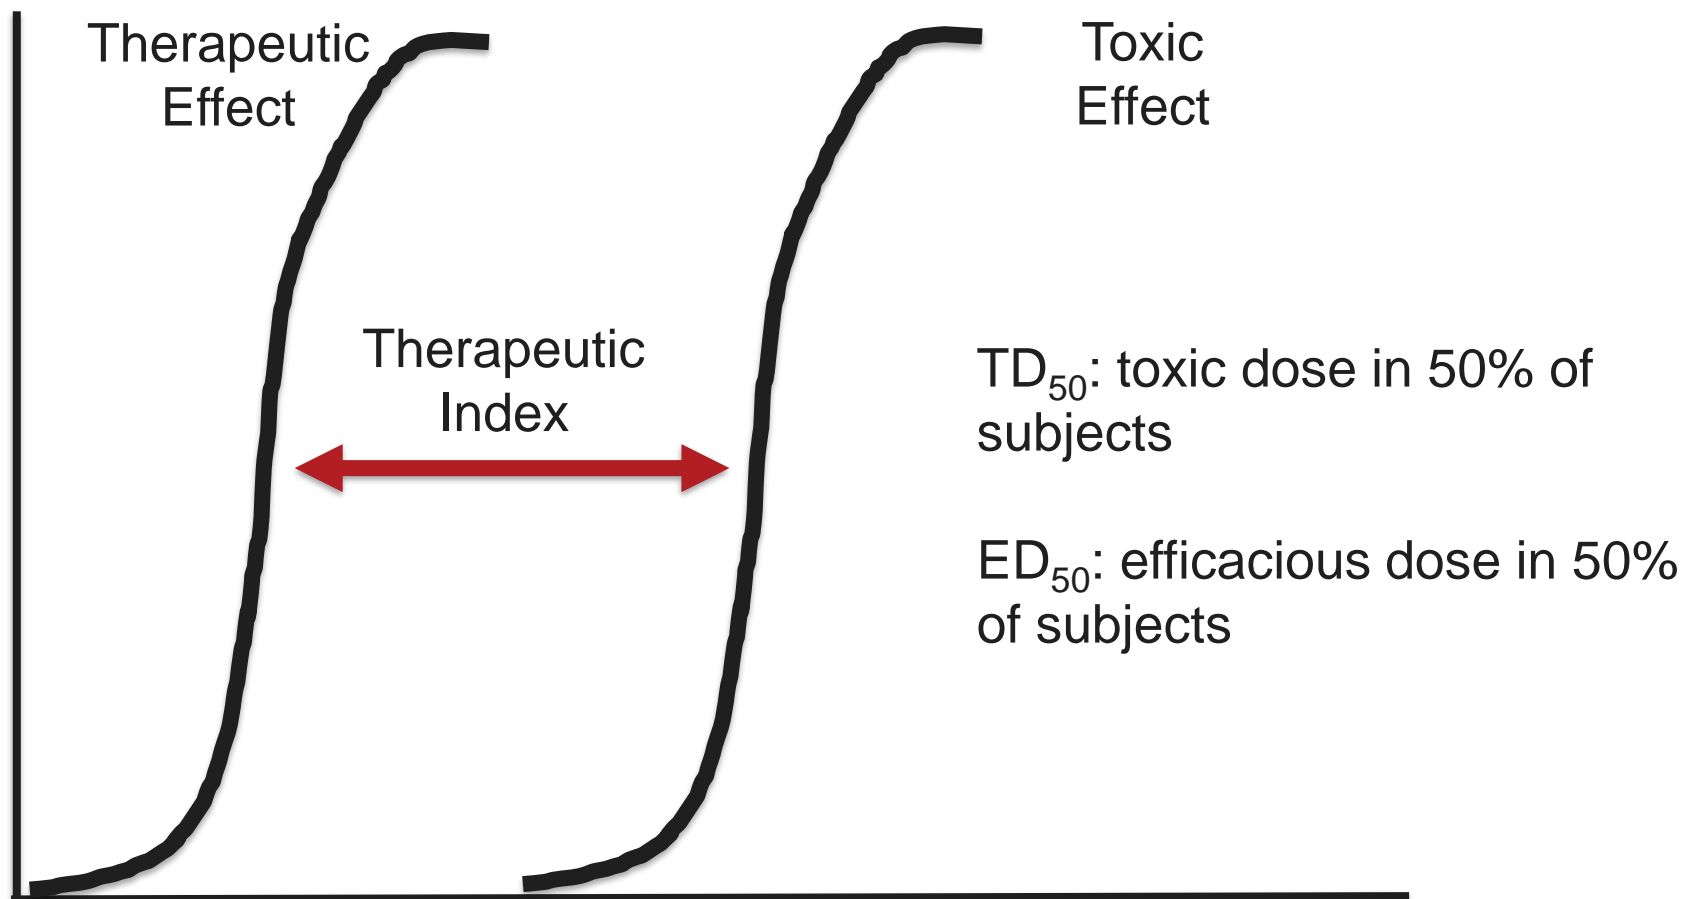 Therapeutic
Effect
Toxic
Effect
Therapeutic
Index
TD₅₀: toxic dose in 50% of
subjects
ED₅₀: efficacious dose in 50%
of subjects